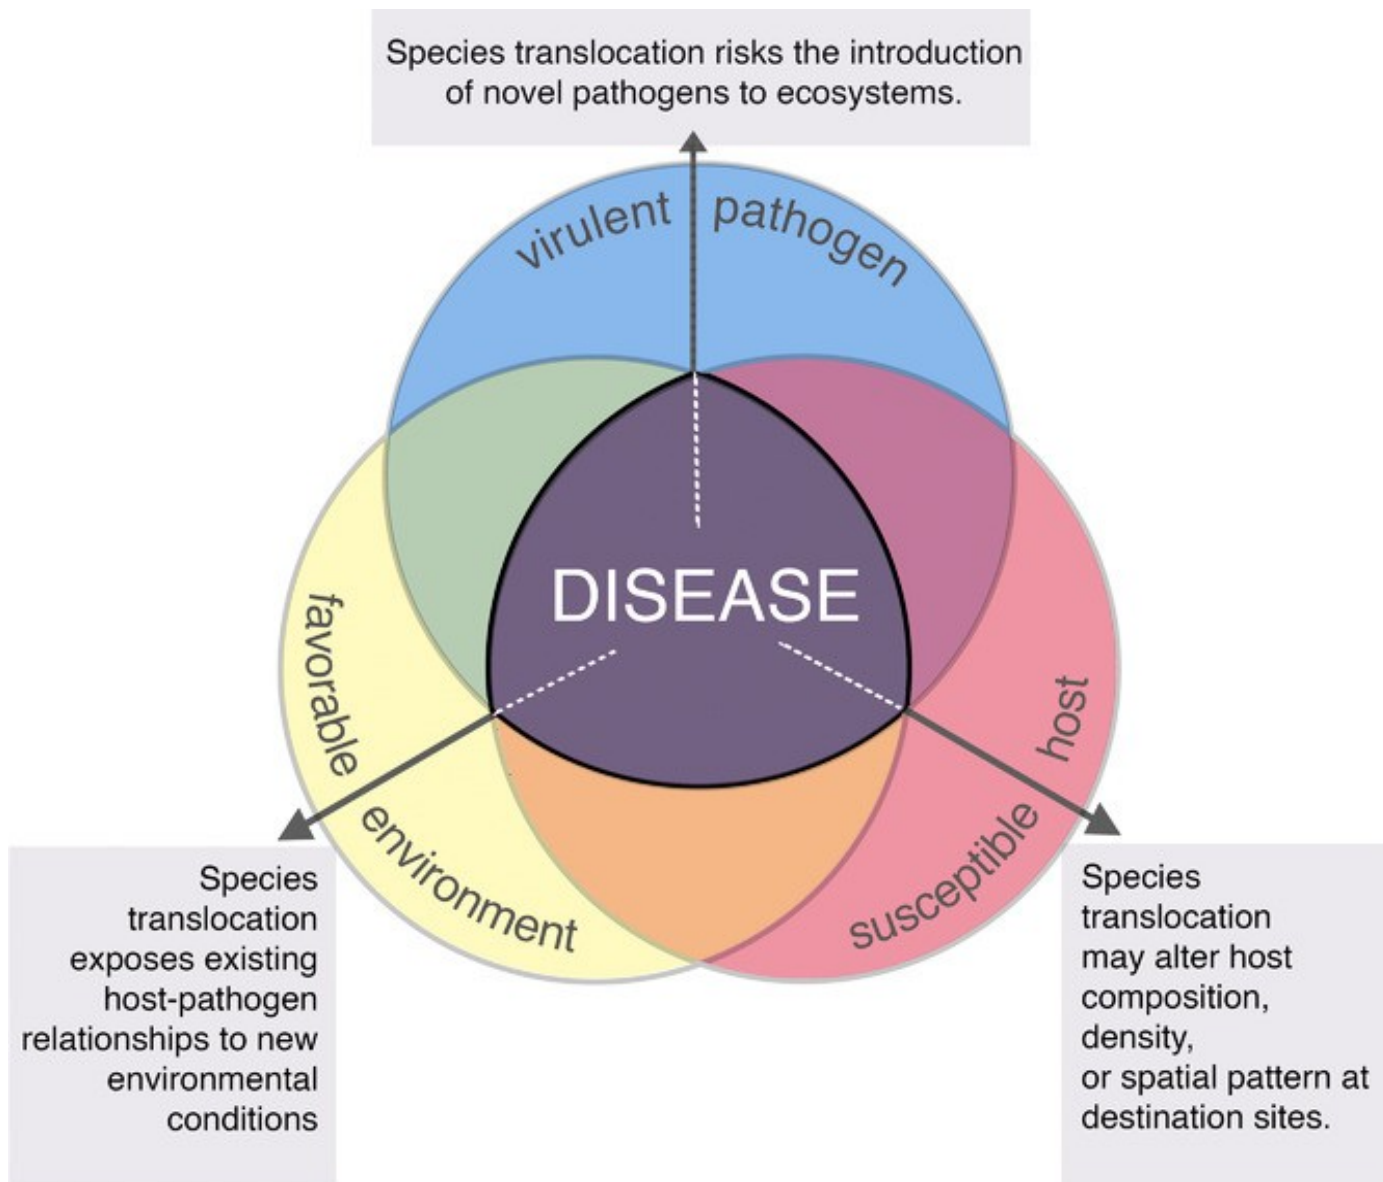 Species translocation risks the introduction
of novel pathogens to ecosystems.
virulent pathogen
DISEASE
favorable environment
susceptible host
Species
translocation
exposes existing
host-pathogen
relationships to new
environmental
conditions
Species
translocation
may alter host
composition,
density,
or spatial pattern at
destination sites.